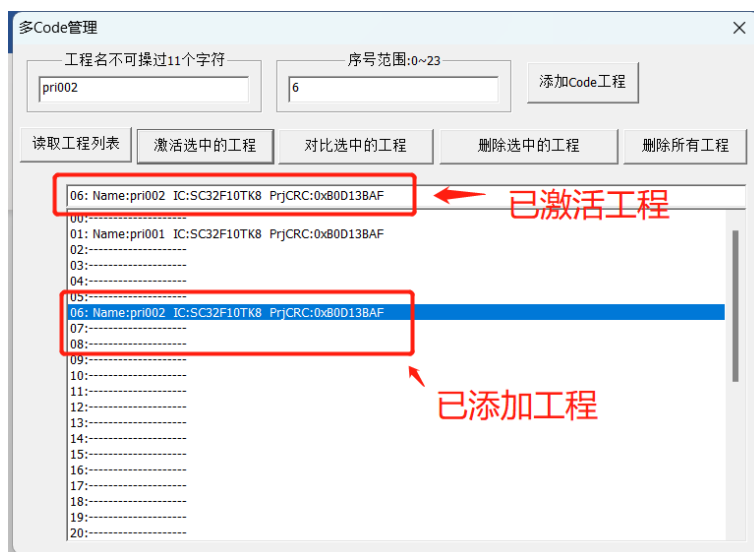 多Code管理
工程名不可操过11个字符
序号范围:0~23
pri002
6
添加Code工程
读取工程列表
激活选中的工程
对比选中的工程
删除选中的工程
删除所有工程
06: Name:pri002 IC:SC32F10TK8 PrjCRC:0xB0D13BAF
已激活工程
00:--------------------
01: Name:pri001 IC:SC32F10TK8 PrjCRC:0xB0D13BAF
02:--------------------
03:--------------------
04:--------------------
05:--------------------
06: Name:pri002 IC:SC32F10TK8 PrjCRC:0xB0D13BAF
07:--------------------
08:--------------------
09:--------------------
10:--------------------
11:--------------------
已添加工程
12:--------------------
13:--------------------
14:--------------------
15:--------------------
16:--------------------
17:--------------------
18:--------------------
19:--------------------
20:--------------------